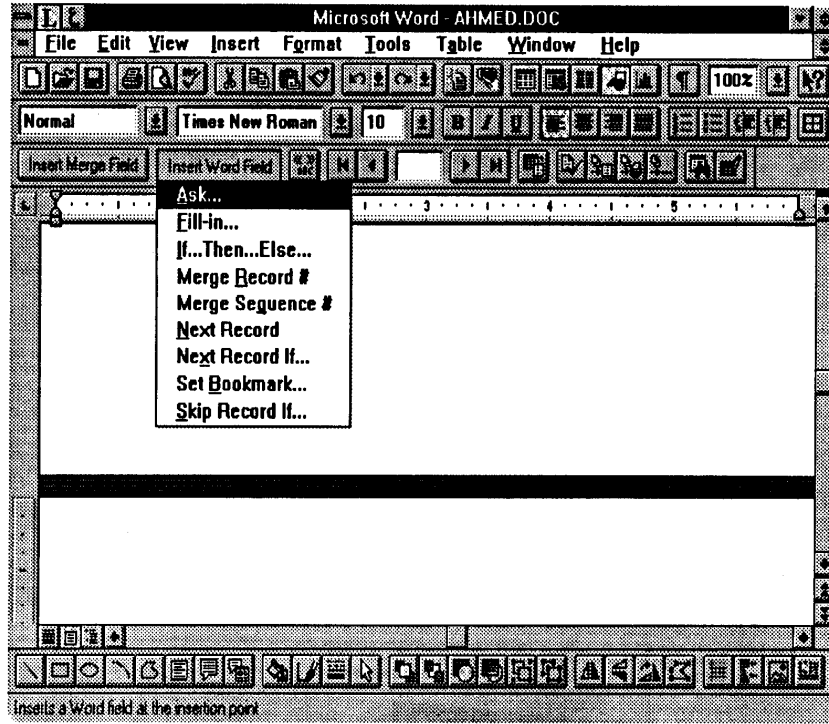 Microsoft Word - AHMED.DOC
File Edit View Insert Format Tools Table Window Help
100%
Normal Times New Roman 10 B I U
Insert Merge Field Insert Word Field ABC
Ask...
3 4 5
Fill-in...
If...Then...Else...
Merge Record #
Merge Sequence #
Next Record
Next Record If...
Set Bookmark...
Skip Record If...
Inserts a Word field at the insertion point